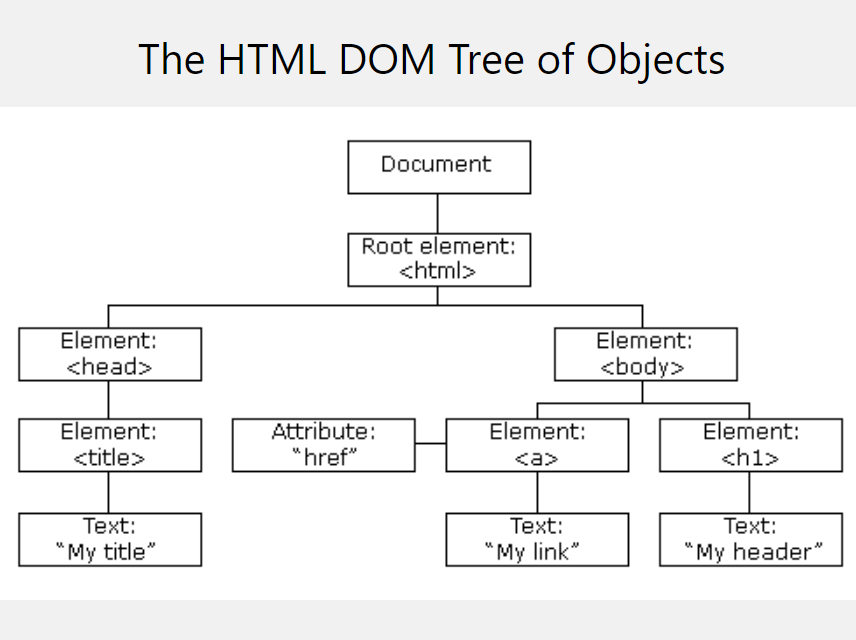 The HTML DOM Tree of Objects
Document
Root element:
<html>
Element:
<head>
Element:
<body>
Element:
<title>
Attribute:
“href”
Element:
<a>
Element:
<h1>
Text:
“My title”
Text:
“My link”
Text:
“My header”